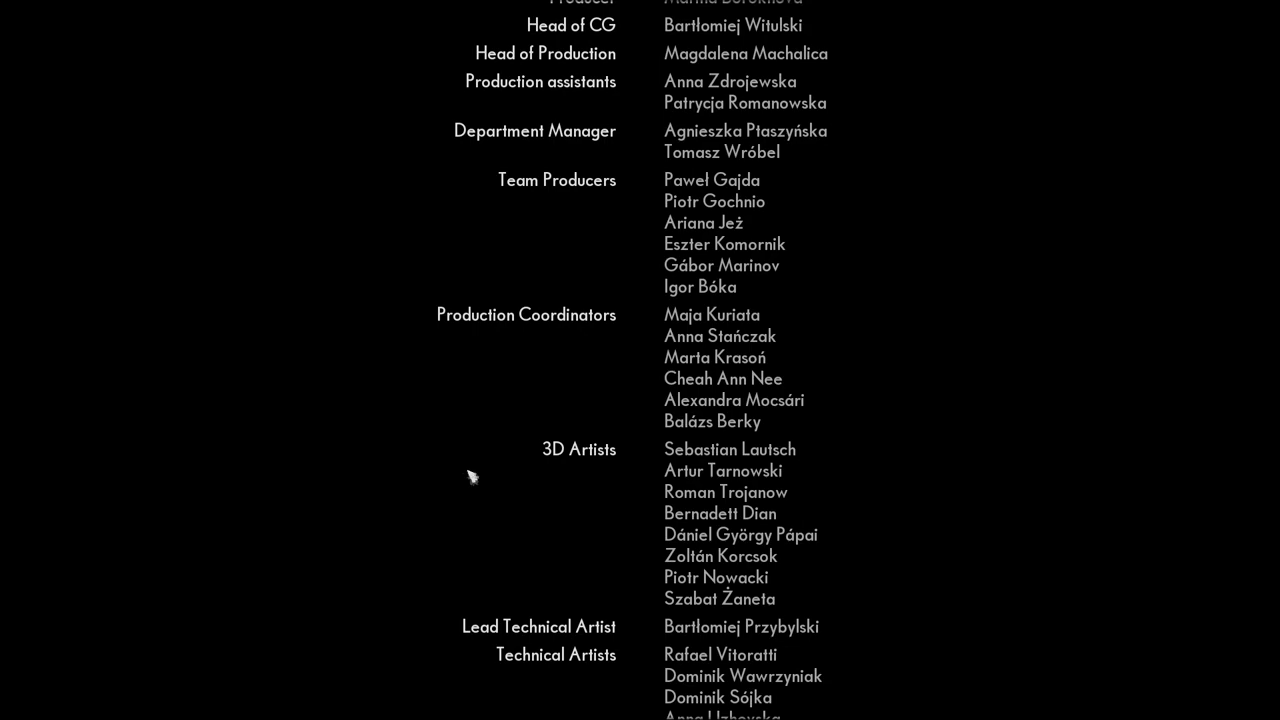 Producer
Head of CG Bartłomiej Witulski
Head of Production Magdalena Machalica
Production assistants Anna Zdrojewska
Patrycja Romanowska
Department Manager Agnieszka Ptaszyńska
Tomasz Wróbel
Team Producers Paweł Gajda
Piotr Gochnio
Ariana Jeż
Eszter Komornik
Gábor Marinov
Igor Bóka
Production Coordinators Maja Kuriata
Anna Stańczak
Marta Krasoń
Cheah Ann Nee
Alexandra Mocsári
Balázs Berky
3D Artists Sebastian Lautsch
Artur Tarnowski
Roman Trojanow
Bernadett Dian
Dániel György Pápai
Zoltán Korcsok
Piotr Nowacki
Szabat Żaneta
Lead Technical Artist Bartłomiej Przybylski
Technical Artists Rafael Vitoratti
Dominik Wawrzyniak
Dominik Sójka
Anna